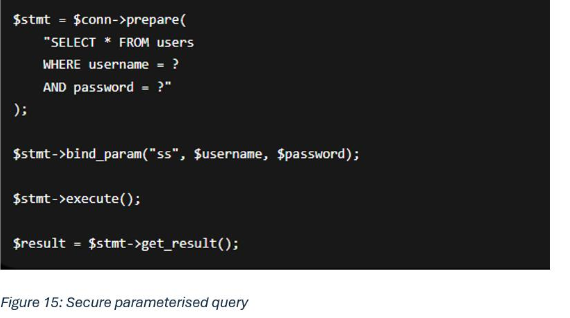 $stmt = $conn->prepare(
"SELECT * FROM users
WHERE username = ?
AND password = ?"
);
$stmt->bind_param("ss", $username, $password);
$stmt->execute();
$result = $stmt->get_result();
Figure 15: Secure parameterised query